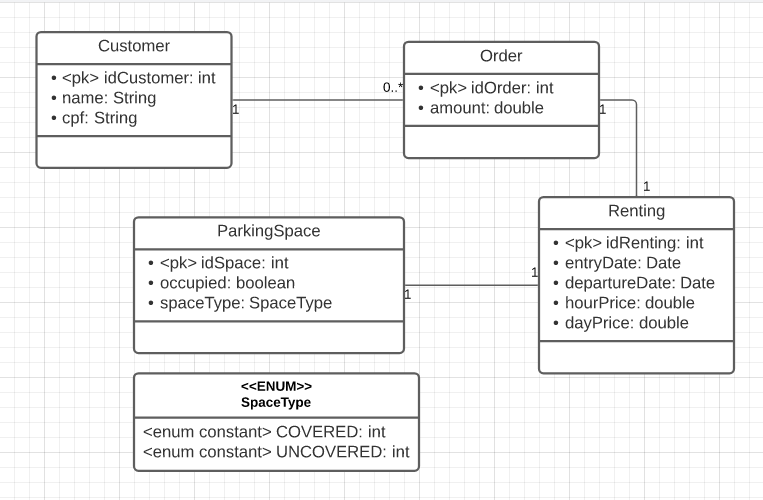 Customer
• <pk> idCustomer: int
• name: String
• cpf: String
1
0..*
Order
• <pk> idOrder: int
• amount: double
1
1
Renting
• <pk> idRenting: int
• entryDate: Date
• departureDate: Date
• hourPrice: double
• dayPrice: double
1
1
ParkingSpace
• <pk> idSpace: int
• occupied: boolean
• spaceType: SpaceType
<<ENUM>>
SpaceType
<enum constant> COVERED: int
<enum constant> UNCOVERED: int